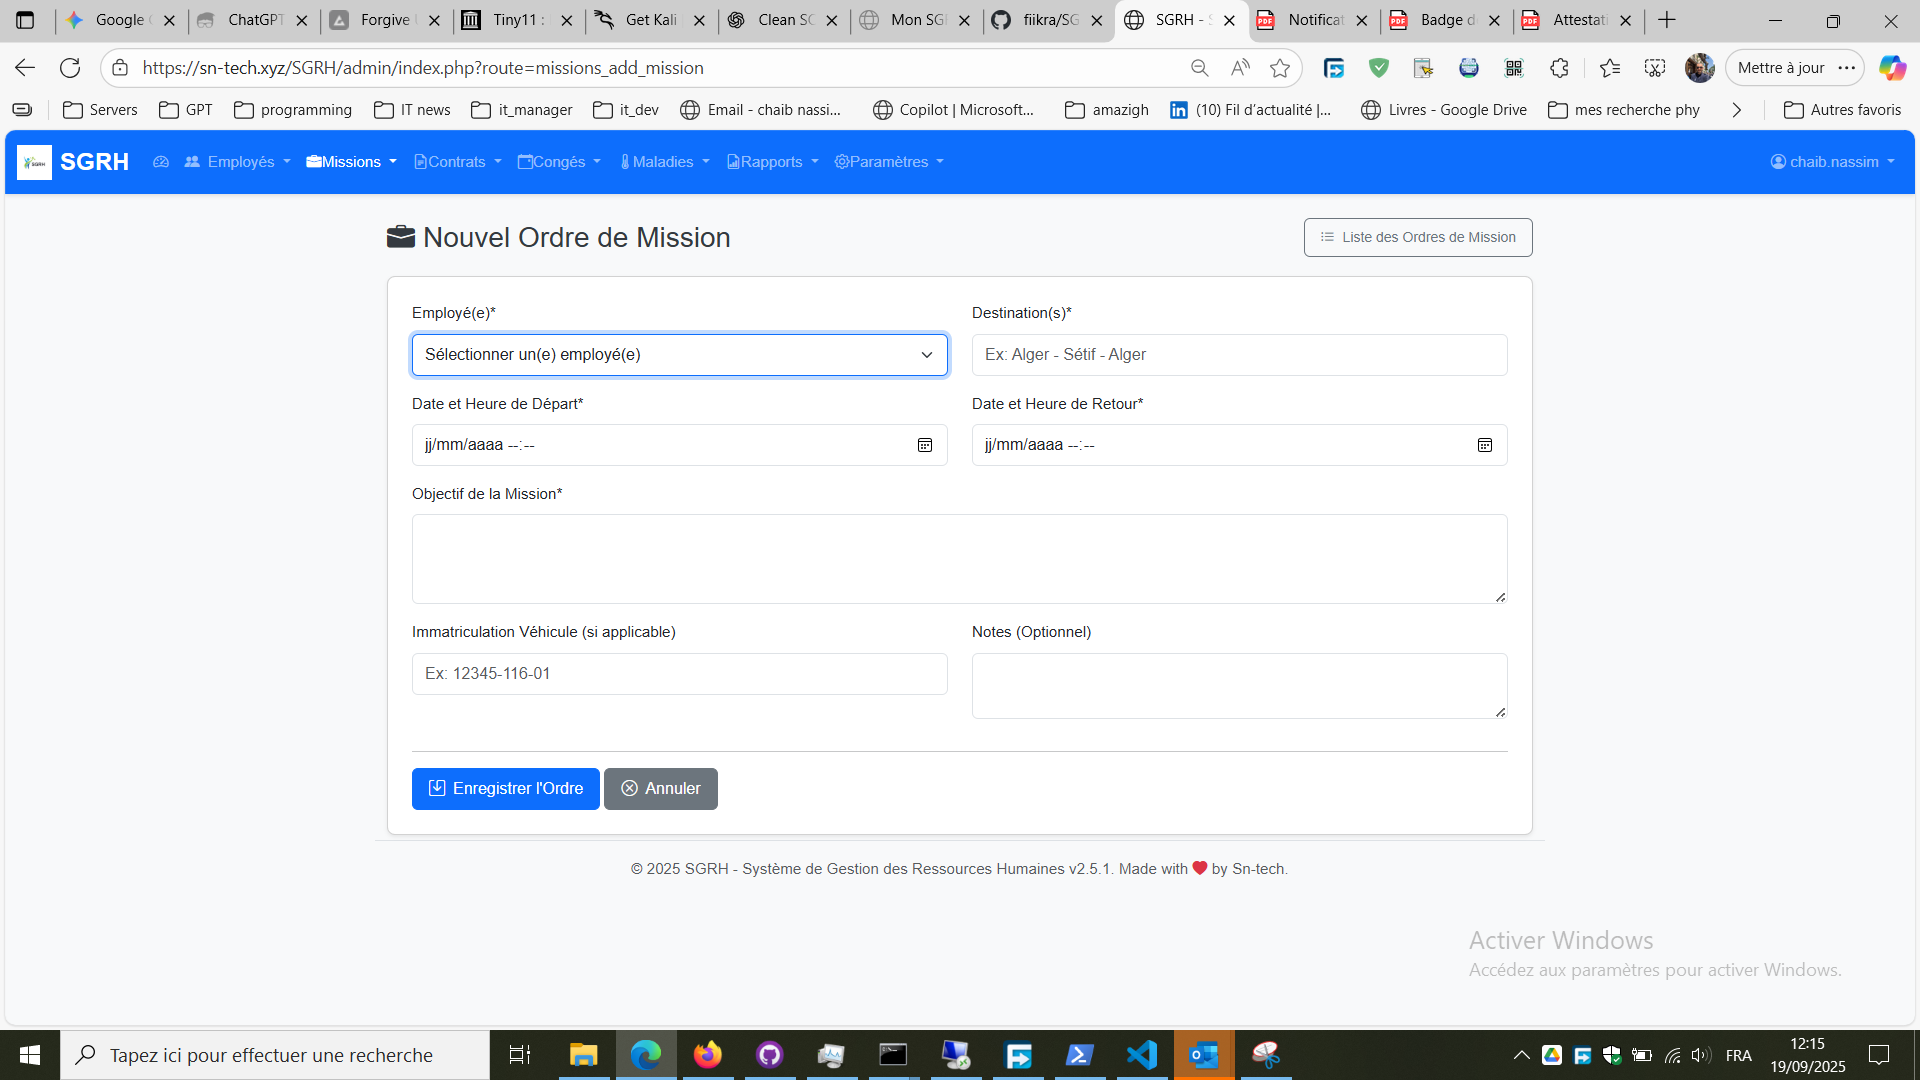 Google
ChatGPT
Forgive
Tiny11 :
Get Kali
Clean SC
Mon SG
fiikra/SG
SGRH - S
Notificat
Badge d
Attestati
https://sn-tech.xyz/SGRH/admin/index.php?route=missions_add_mission
Mettre à jour
Servers
GPT
programming
IT news
it_manager
it_dev
Email - chaib nassi...
Copilot | Microsoft...
amazigh
(10) Fil d'actualité |...
Livres - Google Drive
mes recherche phy
Autres favoris
SGRH
Employés
Missions
Contrats
Congés
Maladies
Rapports
Paramètres
chaib.nassim
Nouvel Ordre de Mission
Liste des Ordres de Mission
Employé(e)*
Destination(s)*
Sélectionner un(e) employé(e)
Ex: Alger - Sétif - Alger
Date et Heure de Départ*
Date et Heure de Retour*
jj/mm/aaaa --:--
jj/mm/aaaa --:--
Objectif de la Mission*
Immatriculation Véhicule (si applicable)
Notes (Optionnel)
Ex: 12345-116-01
Enregistrer l'Ordre
Annuler
© 2025 SGRH - Système de Gestion des Ressources Humaines v2.5.1. Made with ❤ by Sn-tech.
Activer Windows
Accédez aux paramètres pour activer Windows.
Tapez ici pour effectuer une recherche
FRA
12:15
19/09/2025